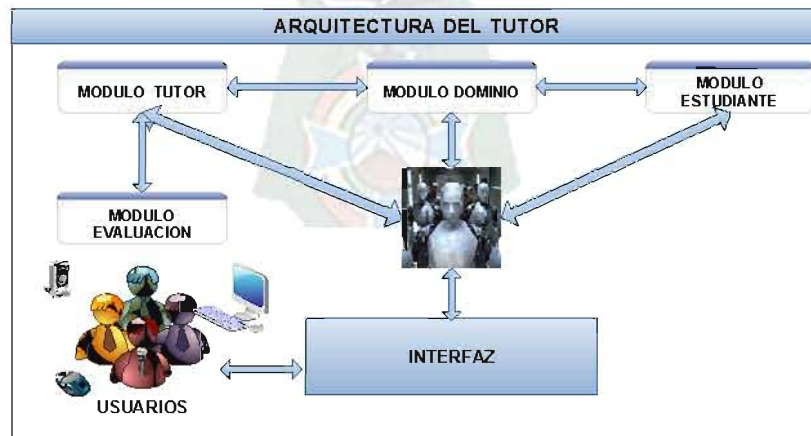 ARQUITECTURA DEL TUTOR
MODULO TUTOR
MODULO DOMINIO
MODULO
ESTUDIANTE
MODULO
EVALUACION
INTERFAZ
USUARIOS